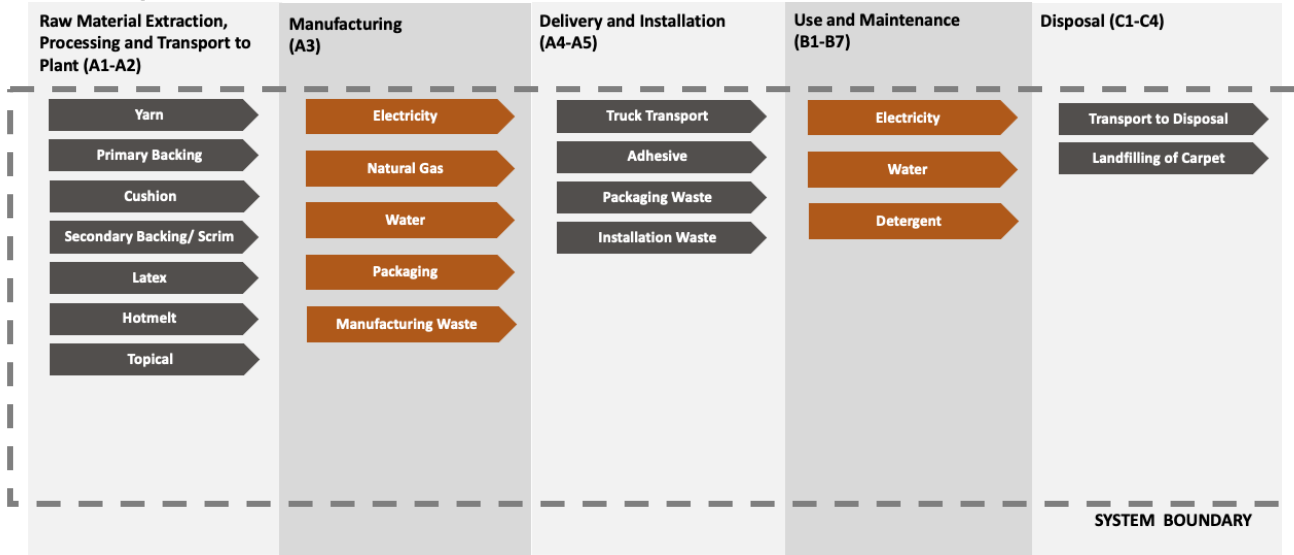 Raw Material Extraction,
Processing and Transport to
Plant (A1-A2)
Yarn
Primary Backing
Cushion
Secondary Backing/ Scrim
Latex
Hotmelt
Topical
Manufacturing
(A3)
Electricity
Natural Gas
Water
Packaging
Manufacturing Waste
Delivery and Installation
(A4-A5)
Truck Transport
Adhesive
Packaging Waste
Installation Waste
Use and Maintenance
(B1-B7)
Electricity
Water
Detergent
Disposal (C1-C4)
Transport to Disposal
Landfilling of Carpet
SYSTEM BOUNDARY